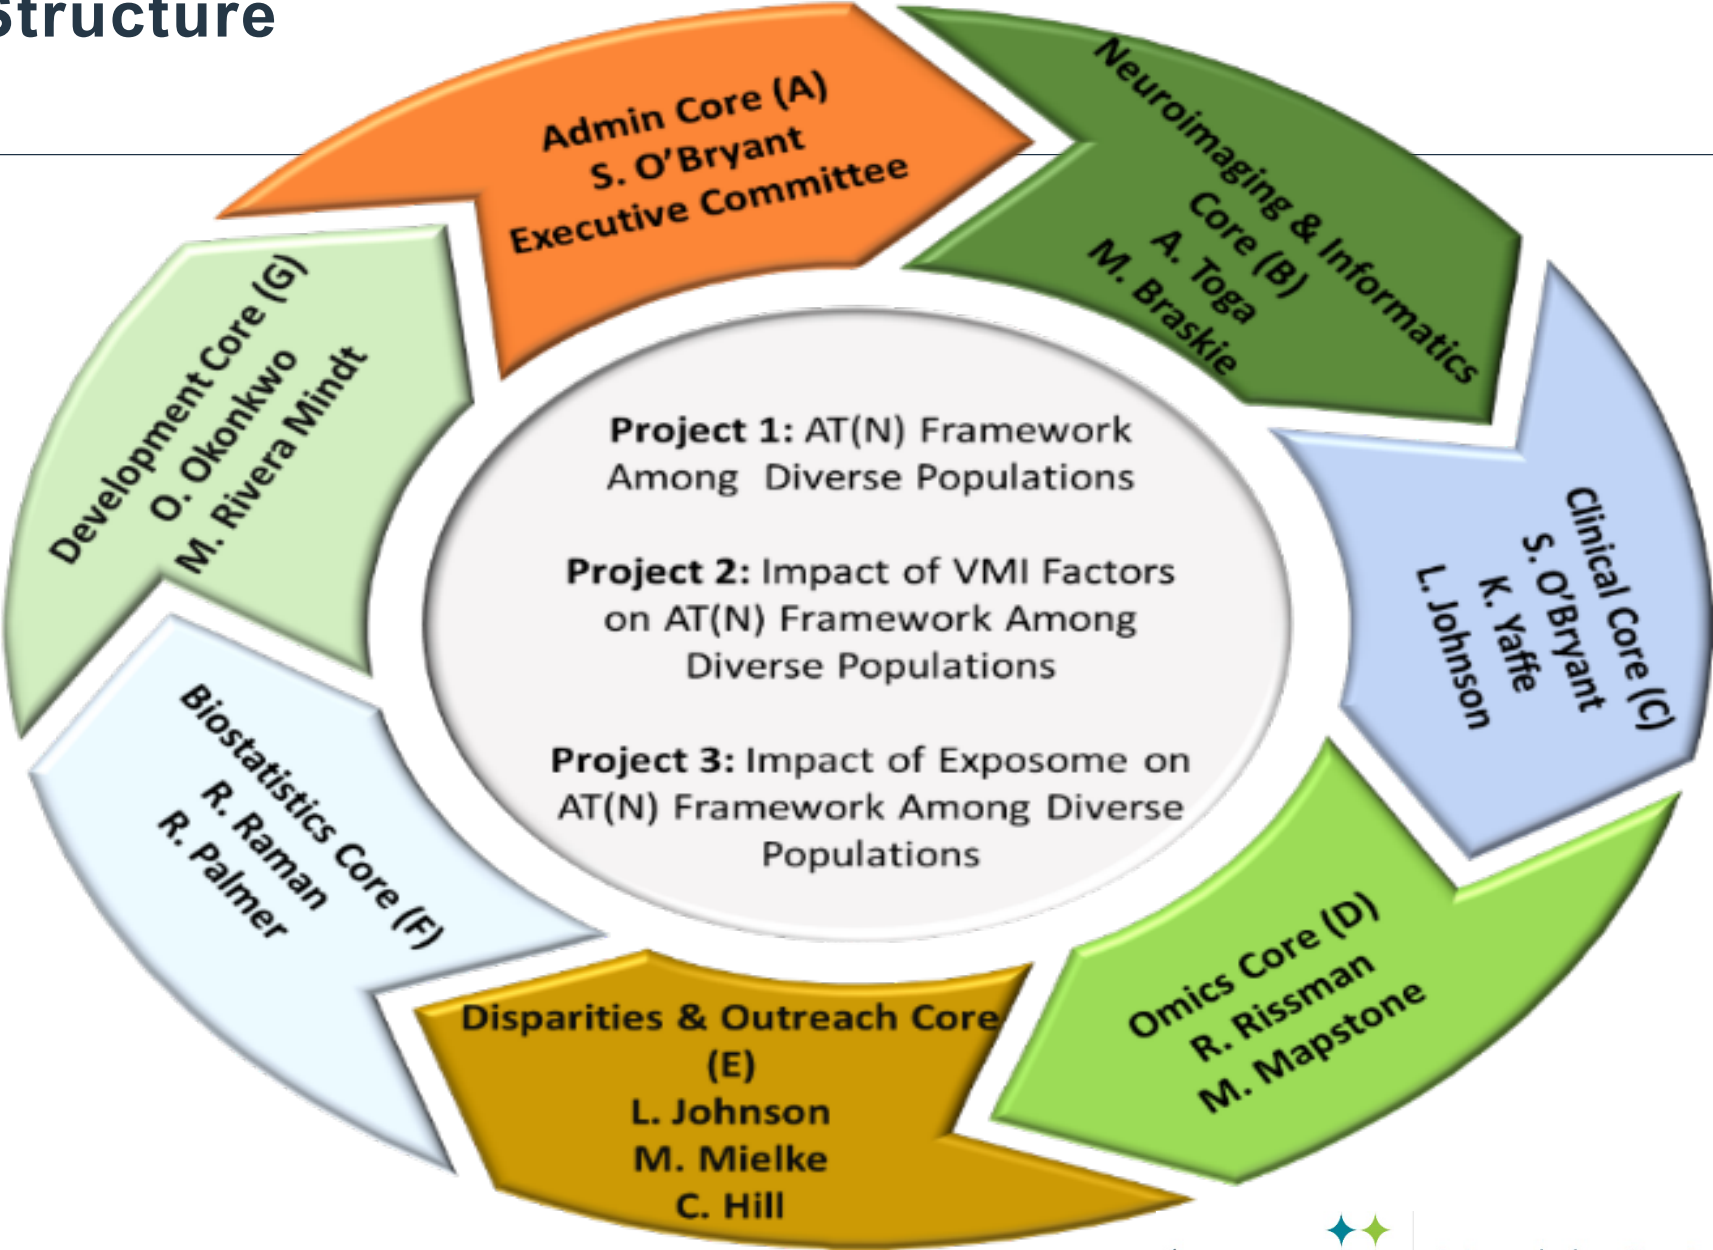 Structure
Admin Core (A)
S. O'Bryant
Executive Committee
Neuroimaging & Informatics
Core (B)
A. Toga
M. Braskie
Clinical Core (C)
S. O'Bryant
K. Yaffe
L. Johnson
Omics Core (D)
R. Rissman
M. Mapstone
Disparities & Outreach Core
(E)
L. Johnson
M. Mielke
C. Hill
Biostatistics Core (F)
R. Raman
R. Palmer
Development Core (G)
O. Okonkwo
M. Rivera Mindt
Project 1: AT(N) Framework
Among Diverse Populations
Project 2: Impact of VMI Factors
on AT(N) Framework Among
Diverse Populations
Project 3: Impact of Exposome on
AT(N) Framework Among Diverse
Populations